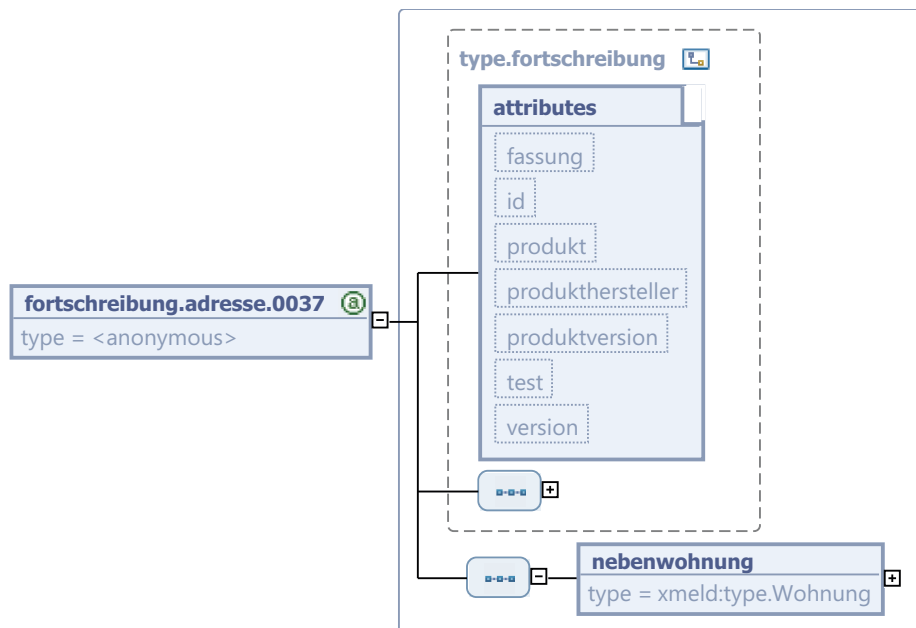 type.fortschreibung
attributes
fassung
id
produkt
produkthersteller
produktversion
test
version
fortschreibung.adresse.0037 @
type = <anonymous>
nebenwohnung
type = xmeld:type.Wohnung